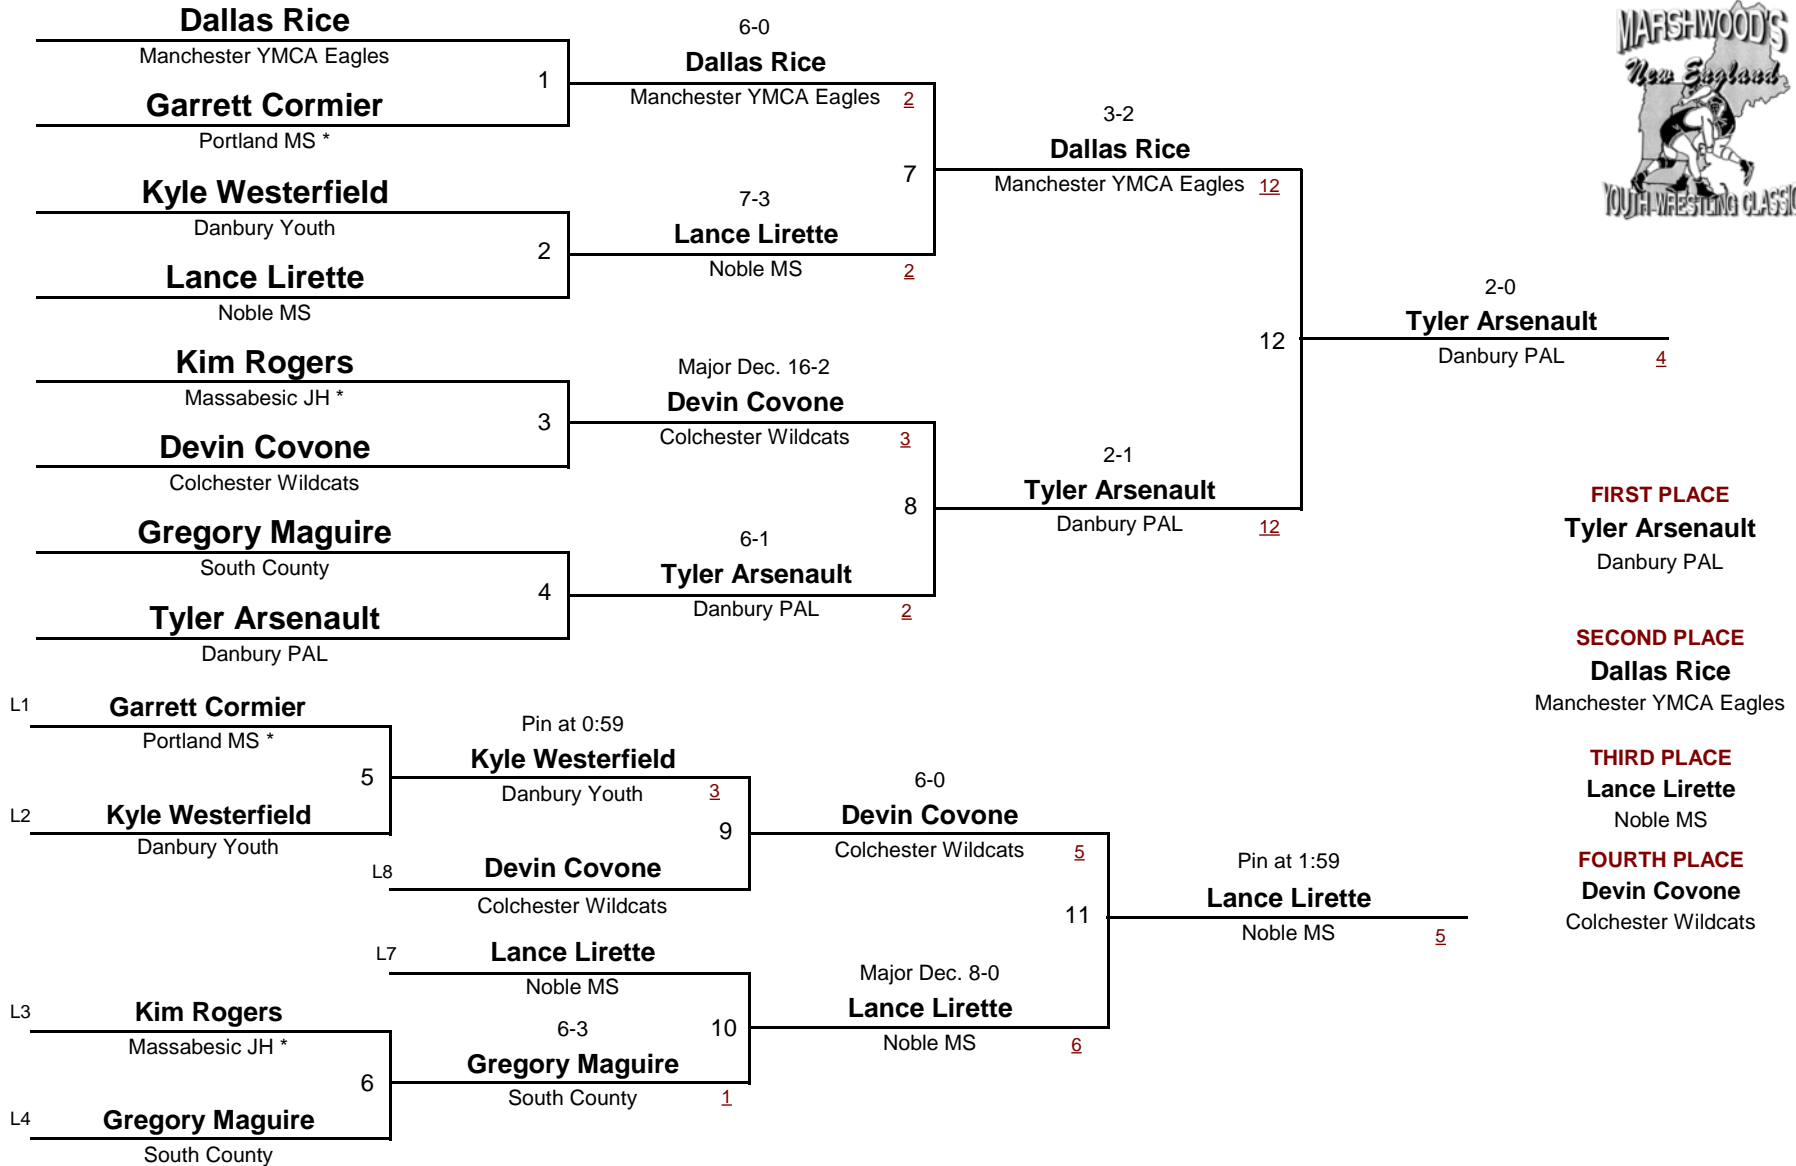 Dallas Rice
Manchester YMCA Eagles
1
Garrett Cormier
Portland MS *
Kyle Westerfield
Danbury Youth
2
Lance Lirette
Noble MS
Kim Rogers
Massabesic JH *
3
Devin Covone
Colchester Wildcats
Gregory Maguire
South County
4
Tyler Arsenault
Danbury PAL
6-0
Dallas Rice
Manchester YMCA Eagles 2
7
7-3
Lance Lirette
Noble MS 2
Major Dec. 16-2
Devin Covone
Colchester Wildcats 3
8
6-1
Tyler Arsenault
Danbury PAL 2
3-2
Dallas Rice
Manchester YMCA Eagles 12
12
2-1
Tyler Arsenault
Danbury PAL 12
2-0
Tyler Arsenault
Danbury PAL 4
MARSHWOOD'S
New England
YOUTH WRESTLING CLASSIC
FIRST PLACE
Tyler Arsenault
Danbury PAL
SECOND PLACE
Dallas Rice
Manchester YMCA Eagles
THIRD PLACE
Lance Lirette
Noble MS
FOURTH PLACE
Devin Covone
Colchester Wildcats
L1 Garrett Cormier
Portland MS *
5
L2 Kyle Westerfield
Danbury Youth
Pin at 0:59
Kyle Westerfield
Danbury Youth 3
9
L8 Devin Covone
Colchester Wildcats
L7 Lance Lirette
Noble MS
L3 Kim Rogers
Massabesic JH *
6
L4 Gregory Maguire
South County
6-3
10
Gregory Maguire
South County 1
6-0
Devin Covone
Colchester Wildcats 5
11
Major Dec. 8-0
Lance Lirette
Noble MS 6
Pin at 1:59
Lance Lirette
Noble MS 5